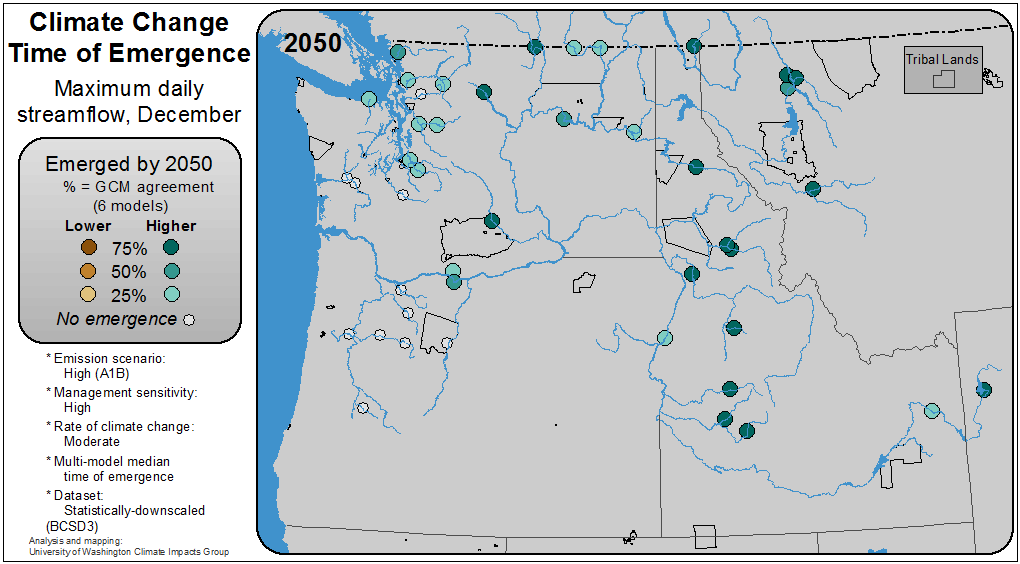 Climate Change
Time of Emergence
Maximum daily
streamflow, December
Emerged by 2050
% = GCM agreement
(6 models)
Lower Higher
75%
50%
25%
No emergence
* Emission scenario:
High (A1B)
* Management sensitivity:
High
* Rate of climate change:
Moderate
* Multi-model median
time of emergence
* Dataset:
Statistically-downscaled
(BCSD3)
Analysis and mapping:
University of Washington Climate Impacts Group
2050
Tribal Lands